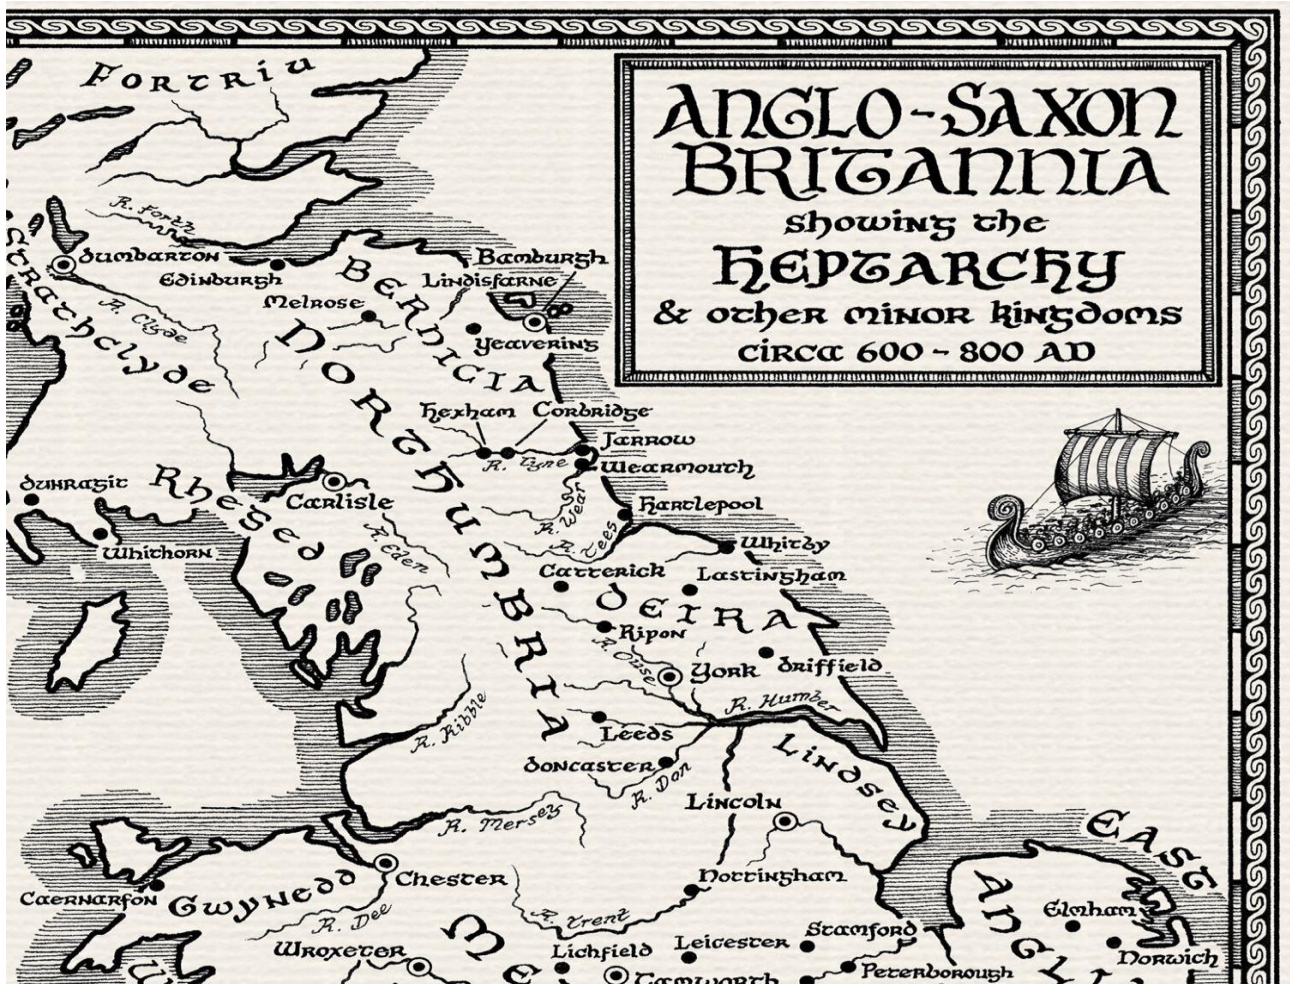 FORTRIU
ANGLO-SAXON
BRITANNIA
showing the
HEPTARCHY
& other minor kingdoms
circa 600 - 800 AD
R. Forth
Dumbarton
Edinburgh
Bamburgh
Lindisfarne
BERNICIA
Strathclyde
R. Clyde
Melrose
Yeavering
NORTHUMBRIA
Hexham
Corbridge
Jarrow
R. Tyne
Wearmouth
Dunragit
Rheged
Carlisle
R. Wear
Hartlepool
R. Eden
R. Tees
Whitby
Whithorn
Catterick
Lastingham
DEIRA
Ripon
R. Ouse
York
Driffield
R. Humber
R. Ribble
Leeds
Lindsey
Doncaster
R. Don
Lincoln
R. Mersey
EAST
Chester
Nottingham
Caernarfon
Gwynedd
R. Dee
ANGLI
Elmham
R. Trent
Stamford
Wroxeter
Lichfield
Leicester
Norwich
Tamworth
Peterborough